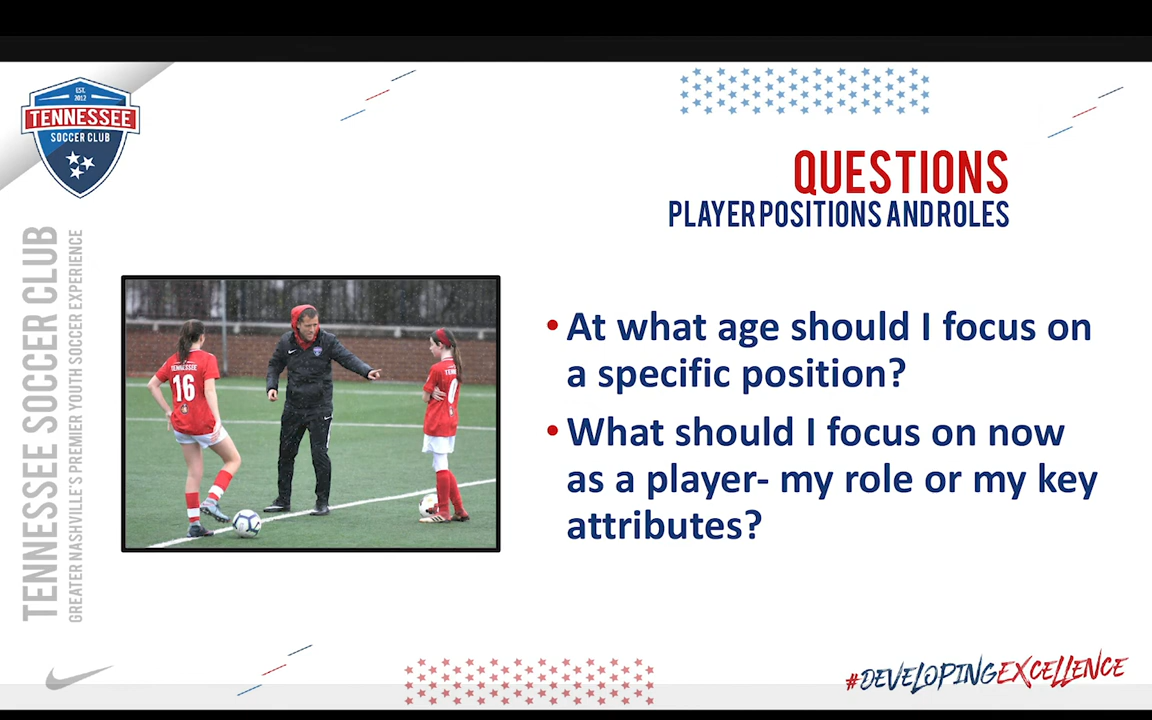 EST.
2017
TENNESSEE
SOCCER CLUB
QUESTIONS
PLAYER POSITIONS AND ROLES
TENNESSEE SOCCER CLUB
GREATER NASHVILLE'S PREMIER YOUTH SOCCER EXPERIENCE
TENNESSEE
16
• At what age should I focus on
a specific position?
• What should I focus on now
as a player- my role or my key
attributes?
#DEVELOPINGEXCELLENCE